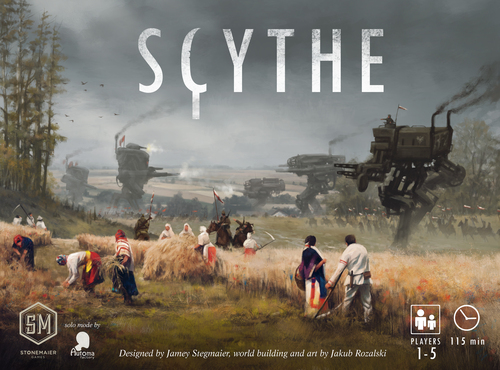 SCYTHE
SM
STONEMAIER
GAMES
solo mode by
Automa
Factory
Designed by Jamey Stegmaier, world building and art by Jakub Rozalski
PLAYERS
1-5
115 min